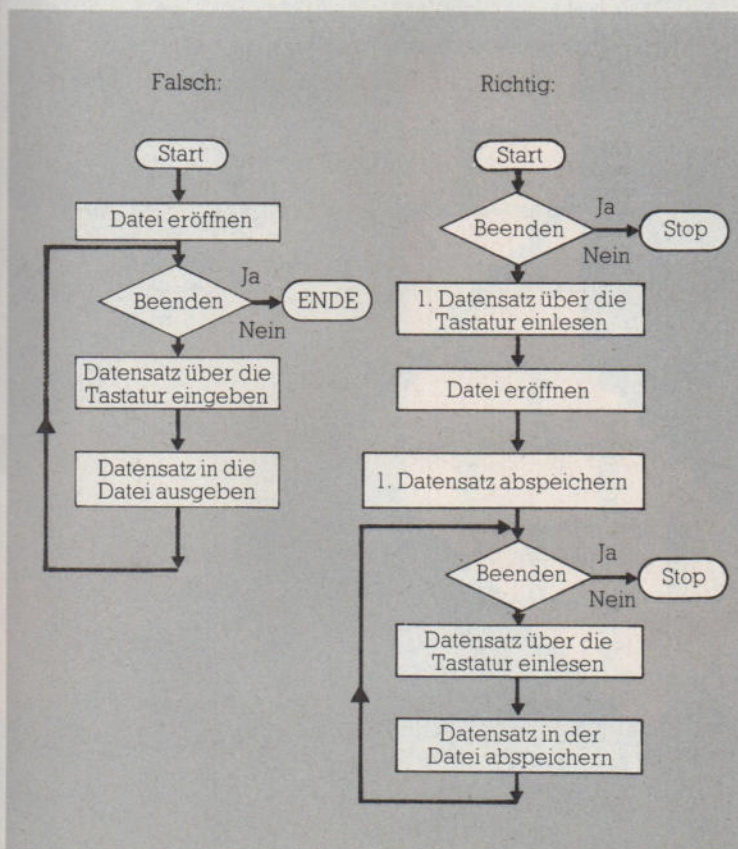 Falsch:
Start
Datei eröffnen
Beenden
Ja
Nein
ENDE
Datensatz über die
Tastatur eingeben
Datensatz in die
Datei ausgeben
Richtig:
Start
Beenden
Ja
Nein
Stop
1. Datensatz über die
Tastatur einlesen
Datei eröffnen
1. Datensatz abspeichern
Beenden
Ja
Nein
Stop
Datensatz über die
Tastatur einlesen
Datensatz in der
Datei abspeichern